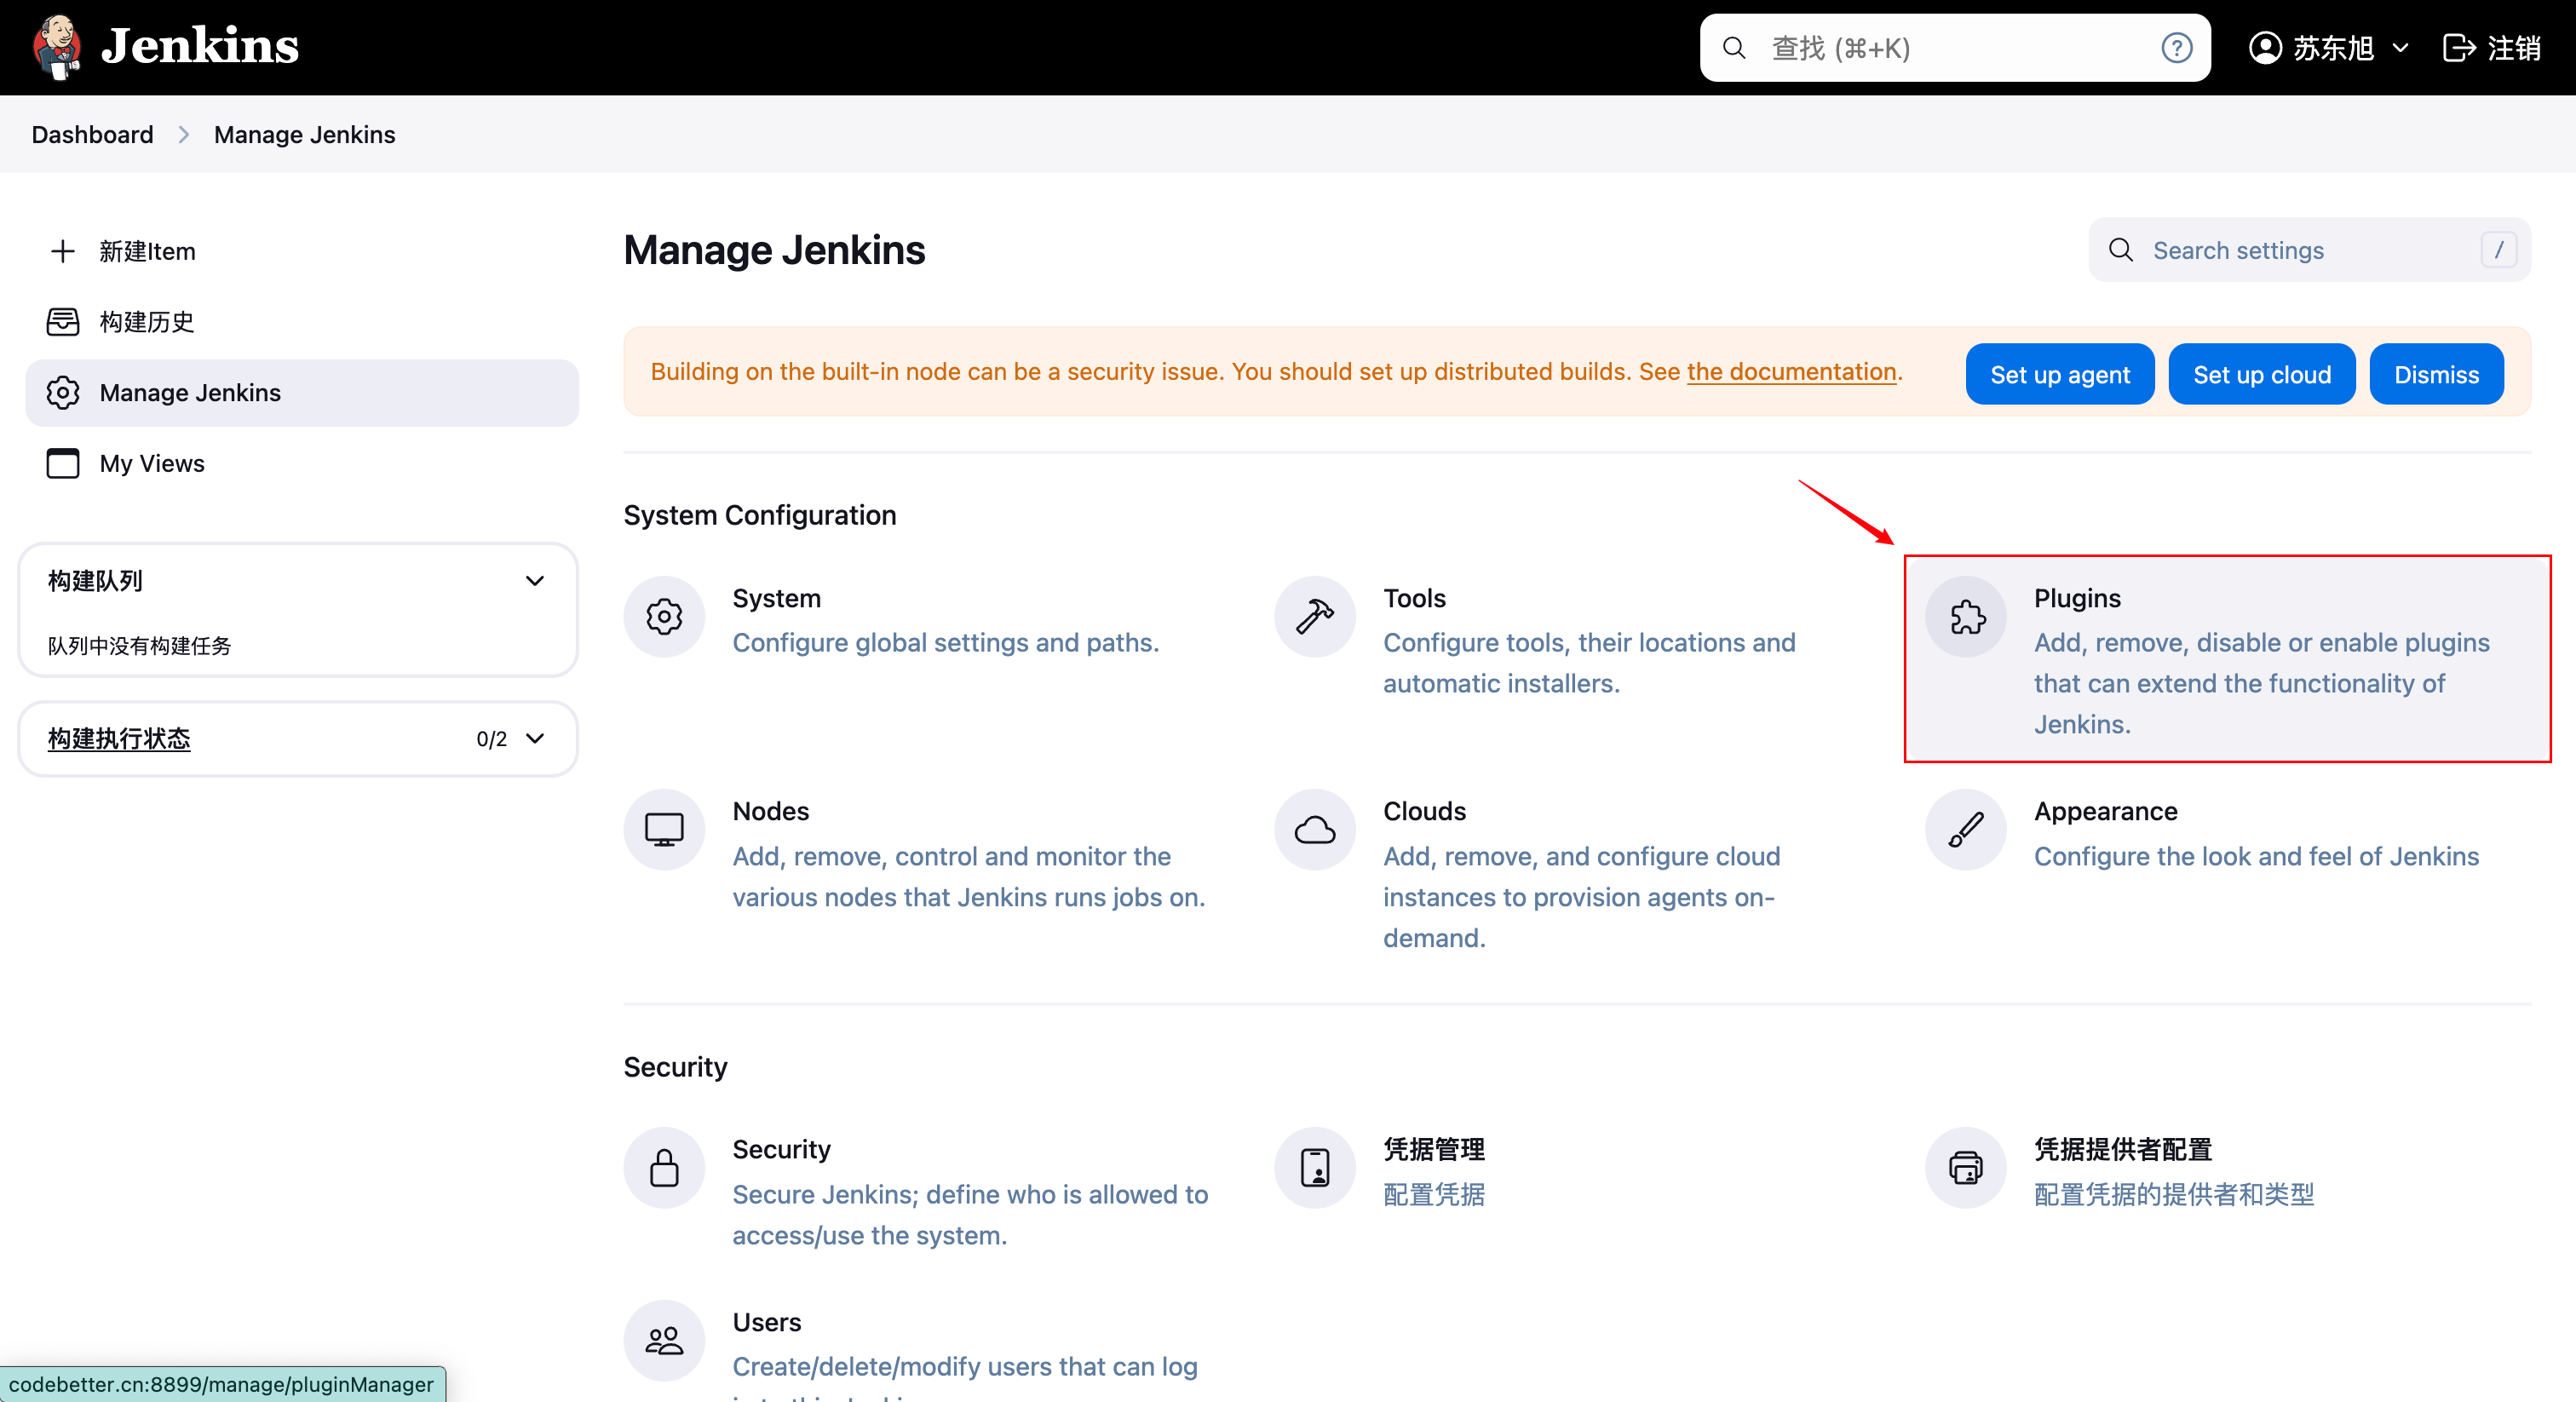 Jenkins
查找 (⌘+K)
苏东旭
注销
Dashboard
Manage Jenkins
新建Item
构建历史
Manage Jenkins
My Views
构建队列
队列中没有构建任务
构建执行状态
0/2
Manage Jenkins
Search settings
/
Building on the built-in node can be a security issue. You should set up distributed builds. See the documentation.
Set up agent
Set up cloud
Dismiss
System Configuration
System
Configure global settings and paths.
Tools
Configure tools, their locations and
automatic installers.
Plugins
Add, remove, disable or enable plugins
that can extend the functionality of
Jenkins.
Nodes
Add, remove, control and monitor the
various nodes that Jenkins runs jobs on.
Clouds
Add, remove, and configure cloud
instances to provision agents on-
demand.
Appearance
Configure the look and feel of Jenkins
Security
Security
Secure Jenkins; define who is allowed to
access/use the system.
凭据管理
配置凭据
凭据提供者配置
配置凭据的提供者和类型
Users
Create/delete/modify users that can log
codebetter.cn:8899/manage/pluginManager